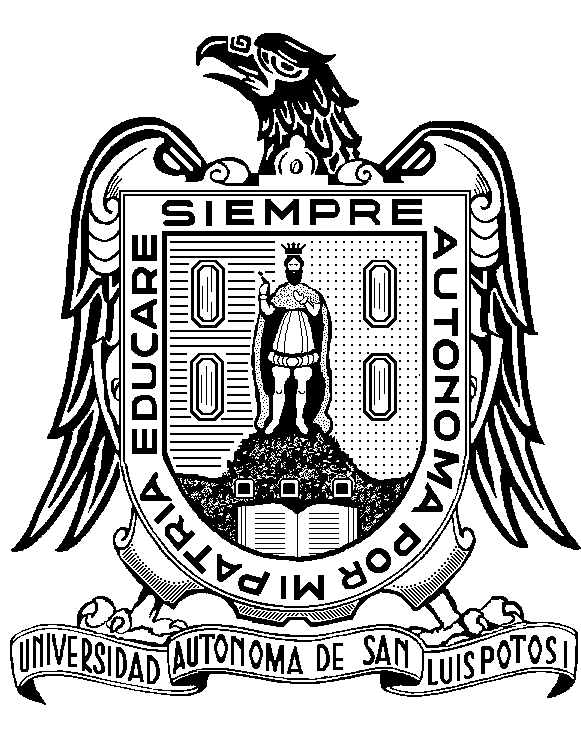 SIEMPRE AUTONOMA POR MI PATRIA EDUCARE
UNIVERSIDAD AUTONOMA DE SAN LUIS POTOSI